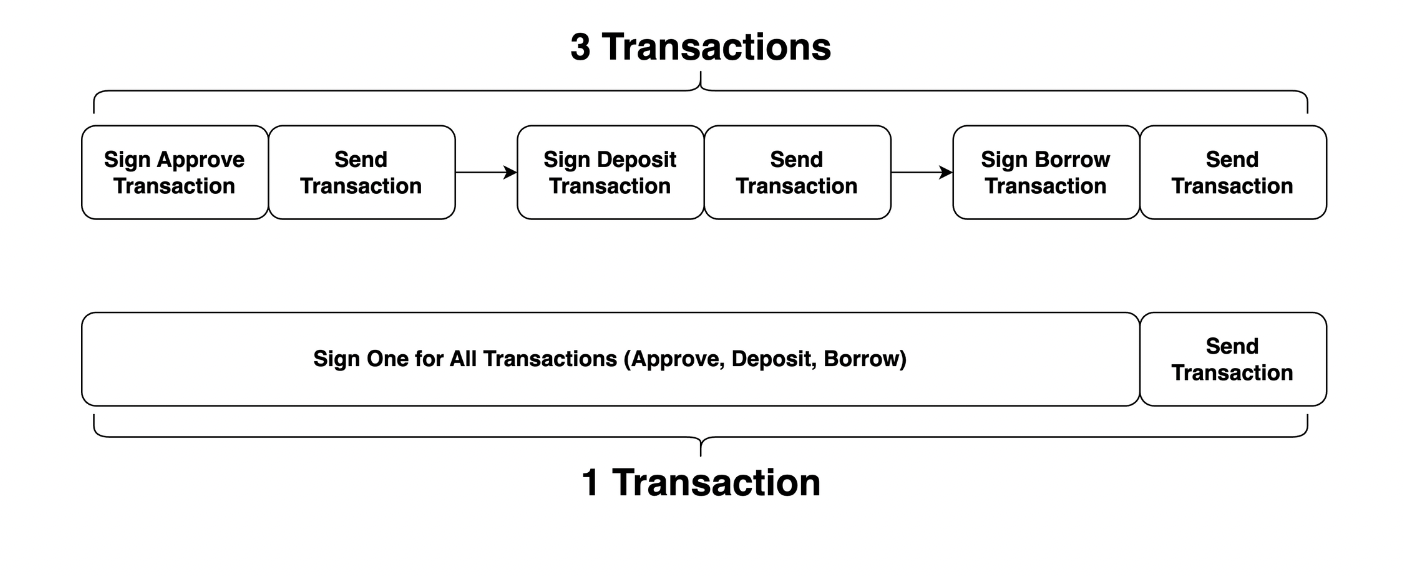 3 Transactions
Sign Approve
Transaction
Send
Transaction
Sign Deposit
Transaction
Send
Transaction
Sign Borrow
Transaction
Send
Transaction
Sign One for All Transactions (Approve, Deposit, Borrow)
Send
Transaction
1 Transaction